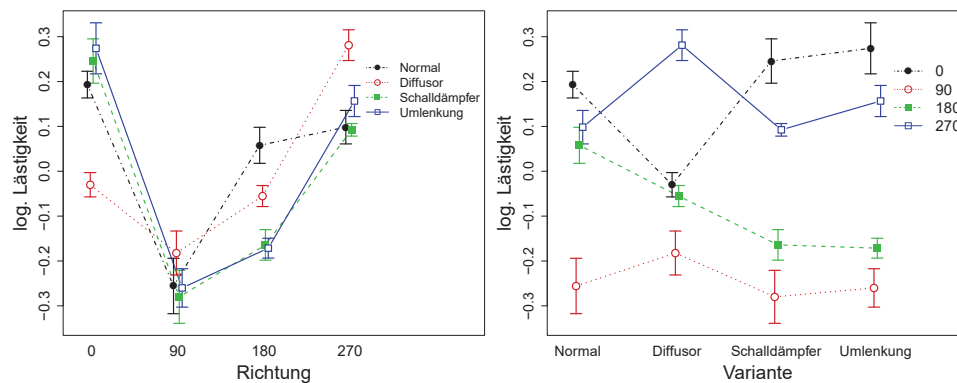 log. Lästigkeit
0.3
0.2
0.1
0.0
−0.1
−0.2
−0.3
Normal
Diffusor
Schalldämpfer
Umlenkung
0 90 180 270
Richtung
log. Lästigkeit
0.3
0.2
0.1
0.0
−0.1
−0.2
−0.3
0
90
180
270
Normal Diffusor Schalldämpfer Umlenkung
Variante